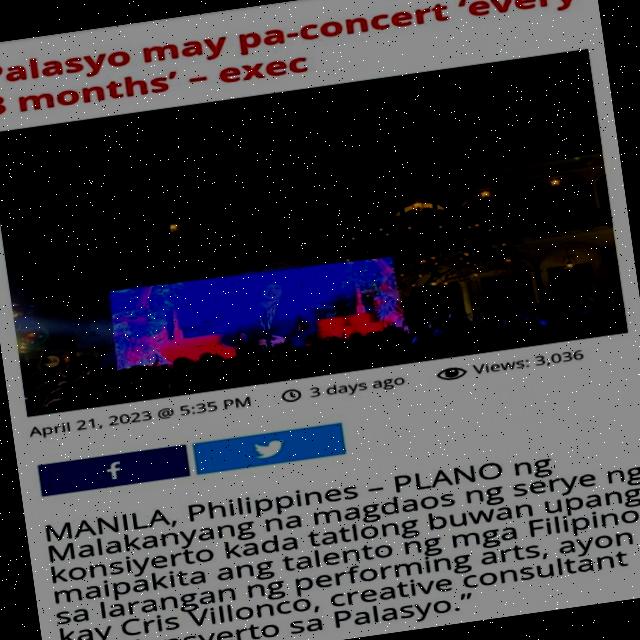 Palasyo may pa-concert ‘every
3 months’ – exec
April 21, 2023 @ 5:35 PM 3 days ago Views: 3,036
MANILA, Philippines – PLANO ng
Malakanyang na magdaos ng serye ng
konsiyerto kada tatlong buwan upang
maipakita ang talento ng mga Filipino
sa larangan ng performing arts, ayon
kay Cris Villonco, creative consultant
sa Palasyo.”